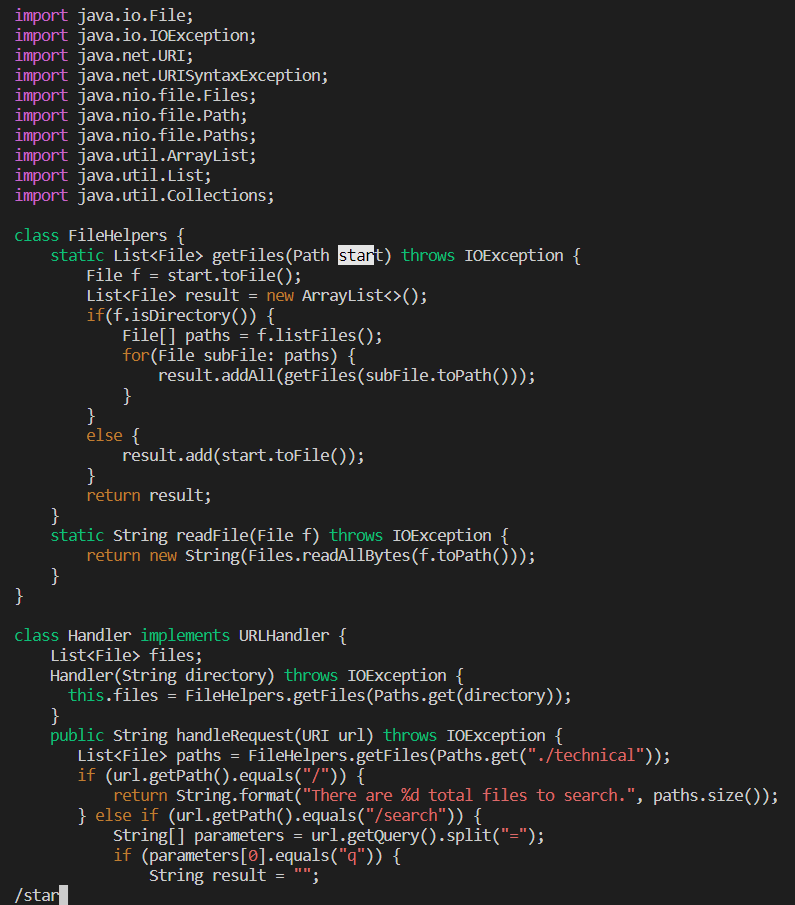 import java.io.File;
import java.io.IOException;
import java.net.URI;
import java.net.URISyntaxException;
import java.nio.file.Files;
import java.nio.file.Path;
import java.nio.file.Paths;
import java.util.ArrayList;
import java.util.List;
import java.util.Collections;

class FileHelpers {
    static List<File> getFiles(Path start) throws IOException {
        File f = start.toFile();
        List<File> result = new ArrayList<>();
        if(f.isDirectory()) {
            File[] paths = f.listFiles();
            for(File subFile: paths) {
                result.addAll(getFiles(subFile.toPath()));
            }
        }
        else {
            result.add(start.toFile());
        }
        return result;
    }
    static String readFile(File f) throws IOException {
        return new String(Files.readAllBytes(f.toPath()));
    }
}

class Handler implements URLHandler {
    List<File> files;
    Handler(String directory) throws IOException {
      this.files = FileHelpers.getFiles(Paths.get(directory));
    }
    public String handleRequest(URI url) throws IOException {
       List<File> paths = FileHelpers.getFiles(Paths.get("./technical"));
       if (url.getPath().equals("/")) {
           return String.format("There are %d total files to search.", paths.size());
       } else if (url.getPath().equals("/search")) {
           String[] parameters = url.getQuery().split("=");
           if (parameters[0].equals("q")) {
               String result = "";
/star